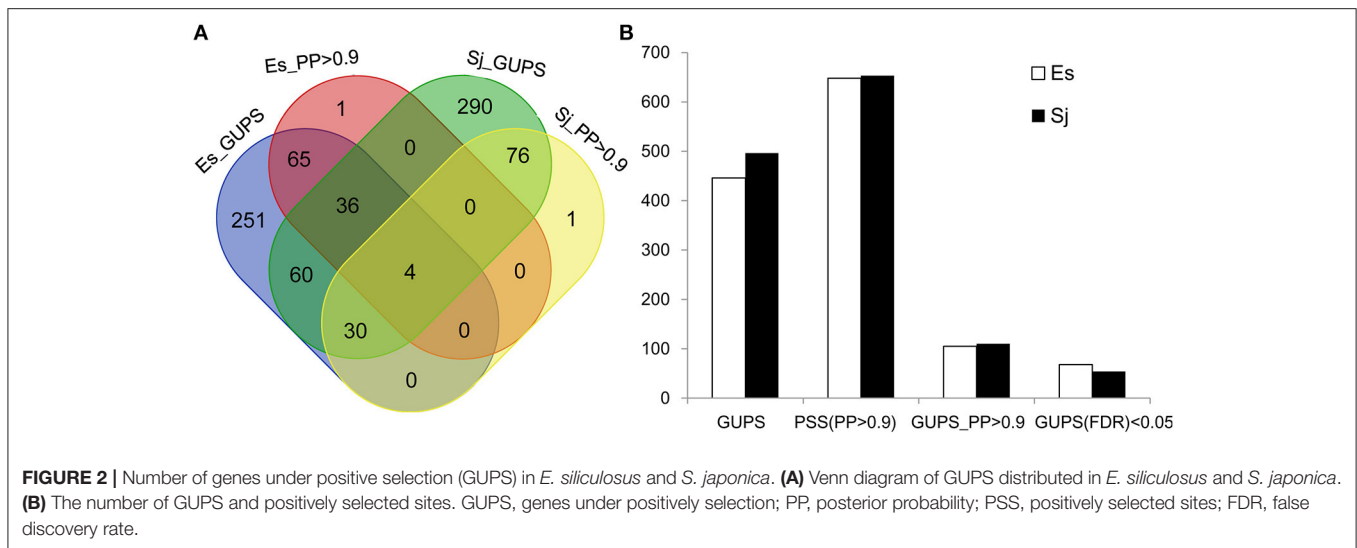 A
Es_PP>0.9
Sj_GUPS
Es_GUPS
Sj_PP>0.9
1
290
65
0
76
251
36
0
1
60
4
0
30
0
0
B
700
600
500
400
300
200
100
0
Es
Sj
GUPS
PSS(PP>0.9)
GUPS_PP>0.9
GUPS(FDR)<0.05
FIGURE 2 | Number of genes under positive selection (GUPS) in E. siliculosus and S. japonica. (A) Venn diagram of GUPS distributed in E. siliculosus and S. japonica.
(B) The number of GUPS and positively selected sites. GUPS, genes under positively selection; PP, posterior probability; PSS, positively selected sites; FDR, false
discovery rate.